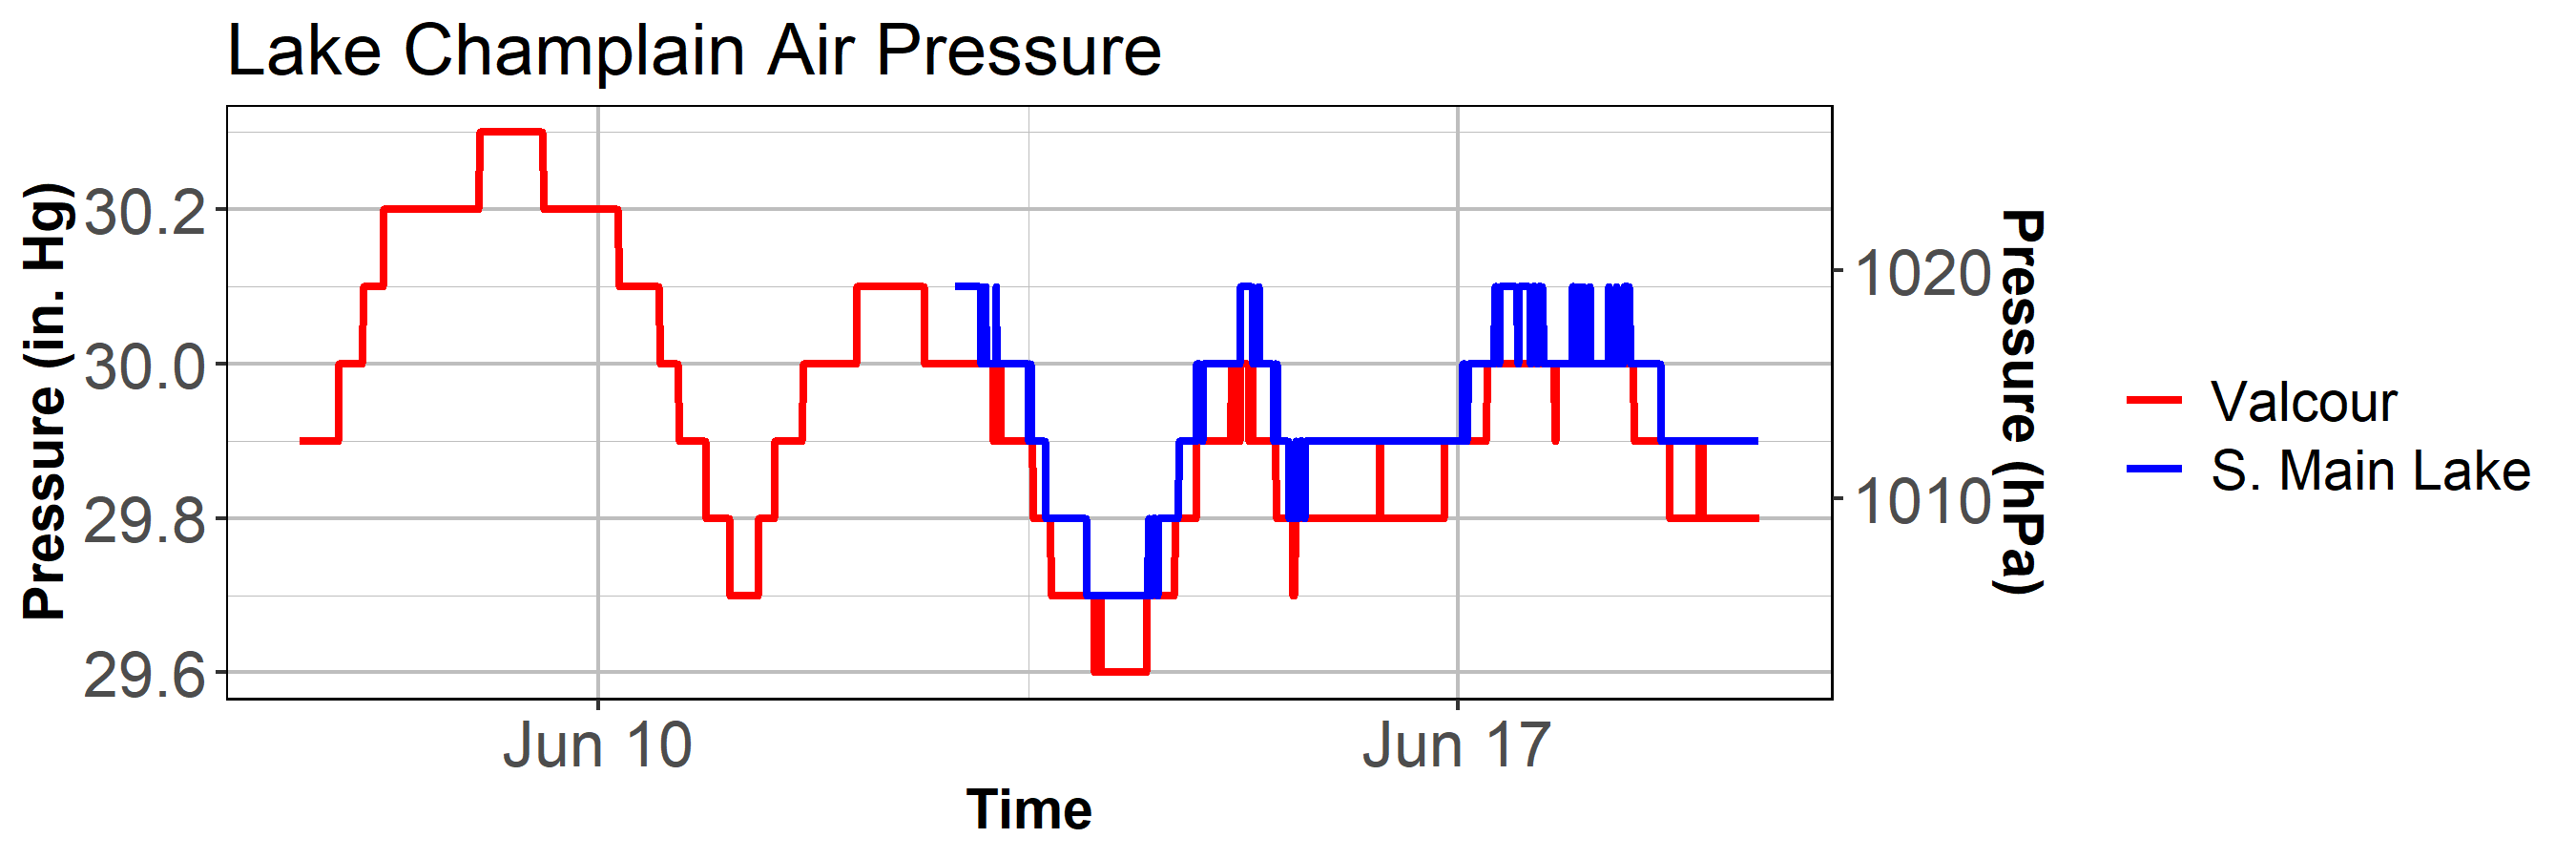 Lake Champlain Air Pressure
Pressure (in. Hg)
30.2
30.0
29.8
29.6
1020
1010
Pressure (hPa)
Jun 10
Jun 17
Time
Valcour
S. Main Lake